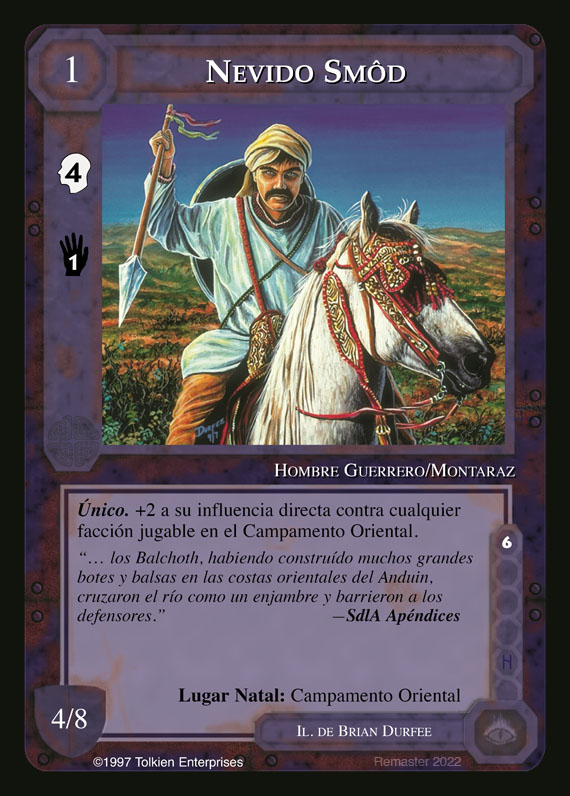 1
Nevido Smôd
4
1
Hombre Guerrero/Montaraz
Único. +2 a su influencia directa contra cualquier
facción jugable en el Campamento Oriental.
“… los Balchoth, habiendo construído muchos grandes
botes y balsas en las costas orientales del Anduin,
cruzaron el río como un enjambre y barrieron a los
defensores.” —SdlA Apéndices
6
H
Lugar Natal: Campamento Oriental
4/8
Il. de Brian Durfee
©1997 Tolkien Enterprises
Remaster 2022